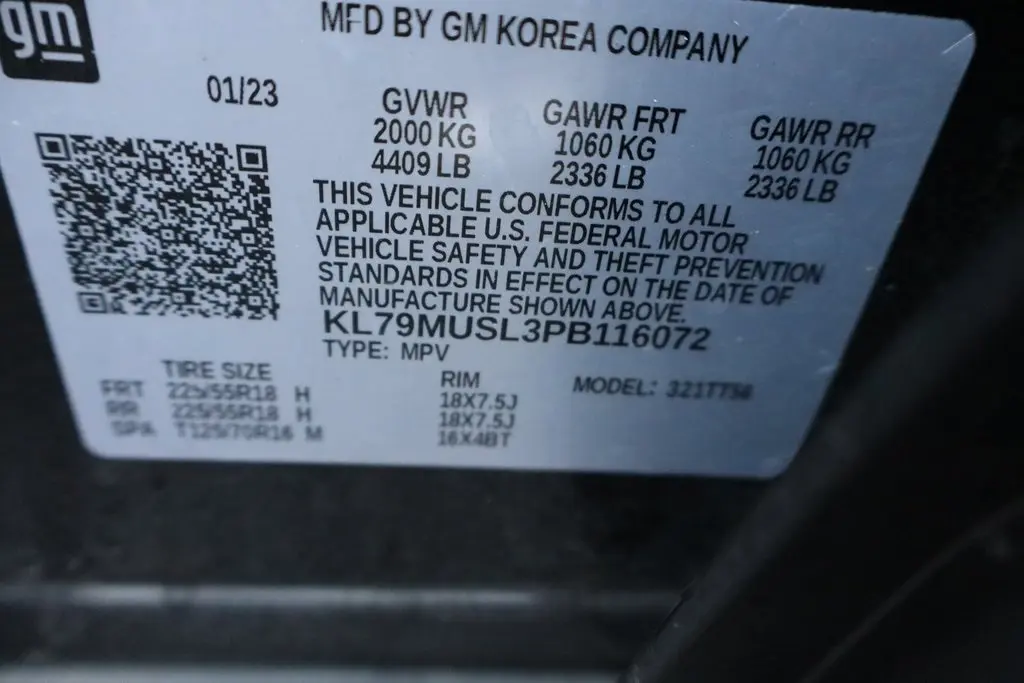 gm
MFD BY GM KOREA COMPANY
01/23
GVWR GAWR FRT GAWR RR
2000 KG 1060 KG 1060 KG
4409 LB 2336 LB 2336 LB
THIS VEHICLE CONFORMS TO ALL
APPLICABLE U.S. FEDERAL MOTOR
VEHICLE SAFETY AND THEFT PREVENTION
STANDARDS IN EFFECT ON THE DATE OF
MANUFACTURE SHOWN ABOVE.
KL79MUSL3PB116072
TYPE: MPV
TIRE SIZE RIM MODEL:
FRT 225/55R18 H 18X7.5J
RR 225/55R18 H 18X7.5J
SPA T125/70R16 M 16X4BT